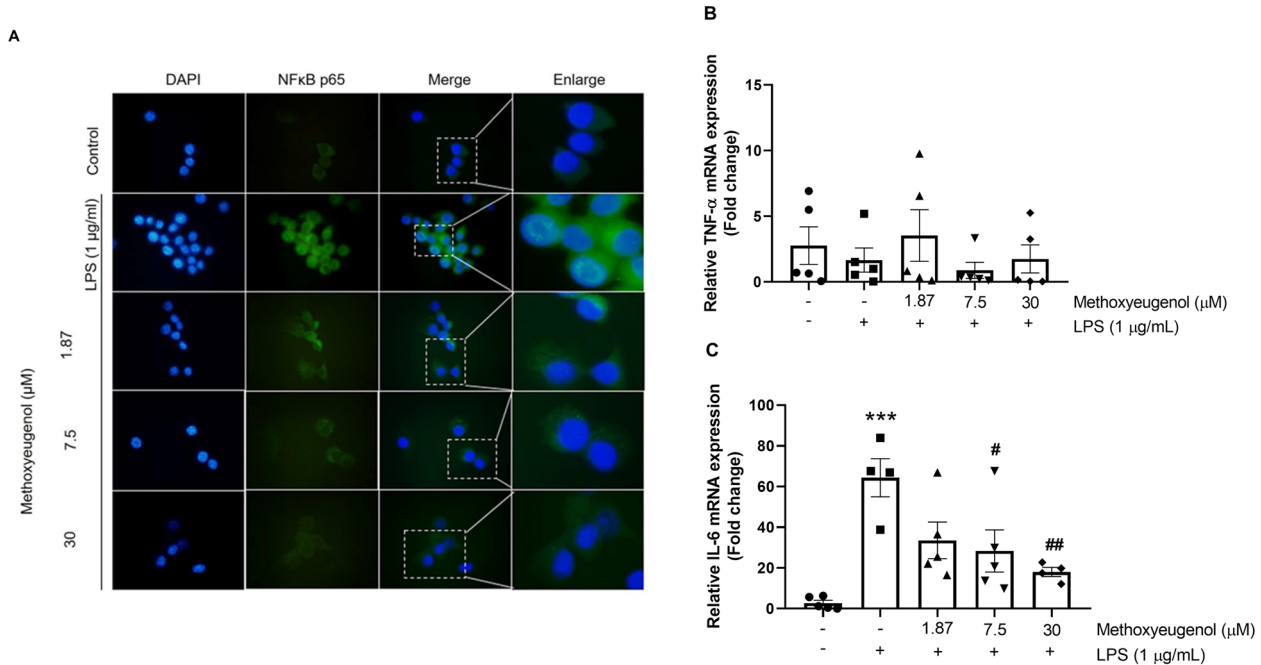 A
DAPI NFκB p65 Merge Enlarge
Control
LPS (1 μg/ml)
1.87
7.5
30
Methoxyeugenol (μM)
B
Relative TNF-α mRNA expression
(Fold change)
15
10
5
0
- - 1.87 7.5 30 Methoxyeugenol (μM)
- + + + + LPS (1 μg/mL)
C
Relative IL-6 mRNA expression
(Fold change)
100
80
60
40
20
0
***
#
##
- - 1.87 7.5 30 Methoxyeugenol (μM)
- + + + + LPS (1 μg/mL)